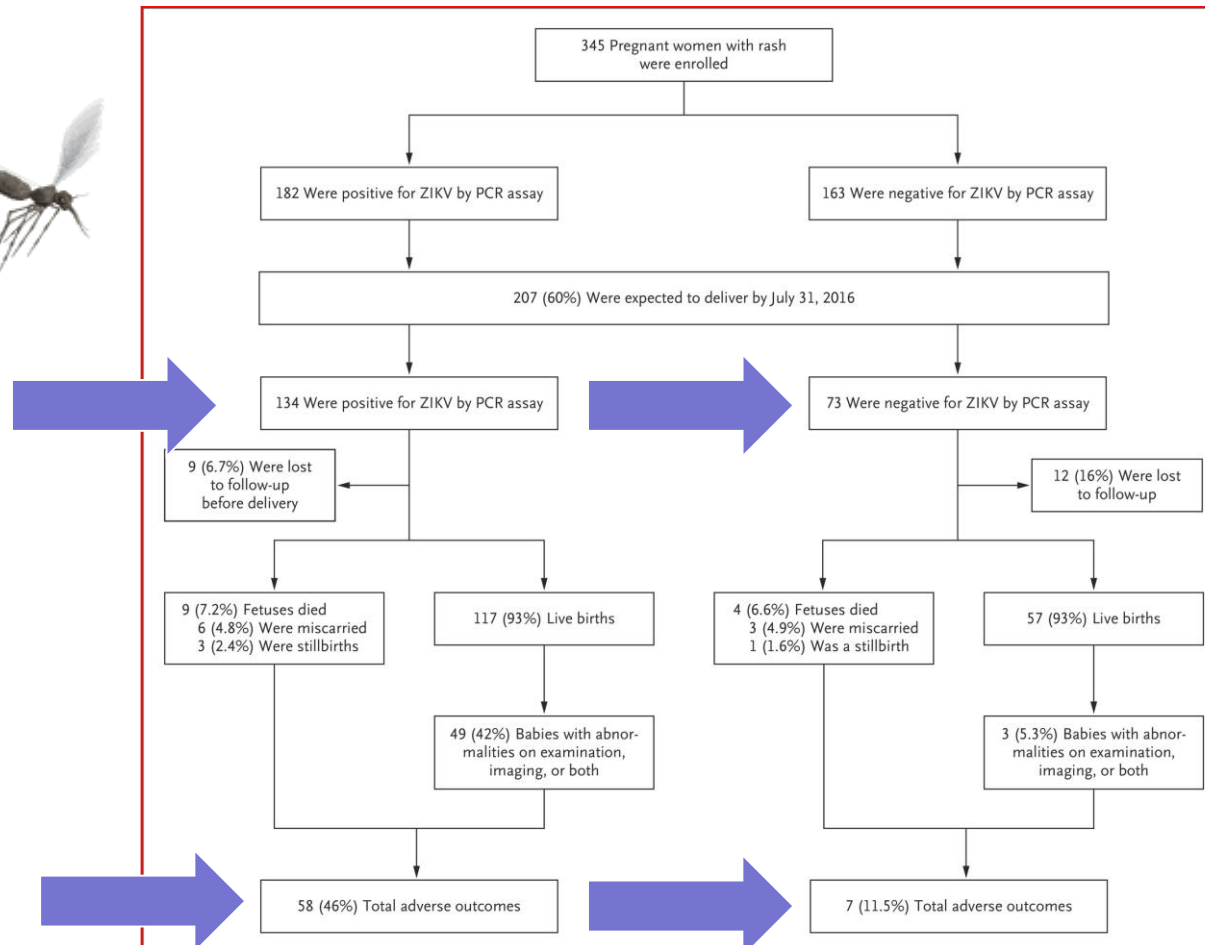 345 Pregnant women with rash
were enrolled
182 Were positive for ZIKV by PCR assay
163 Were negative for ZIKV by PCR assay
207 (60%) Were expected to deliver by July 31, 2016
134 Were positive for ZIKV by PCR assay
73 Were negative for ZIKV by PCR assay
9 (6.7%) Were lost
to follow-up
before delivery
12 (16%) Were lost
to follow-up
9 (7.2%) Fetuses died
6 (4.8%) Were miscarried
3 (2.4%) Were stillbirths
117 (93%) Live births
4 (6.6%) Fetuses died
3 (4.9%) Were miscarried
1 (1.6%) Was a stillbirth
57 (93%) Live births
49 (42%) Babies with abnor-
malities on examination,
imaging, or both
3 (5.3%) Babies with abnor-
malities on examination,
imaging, or both
58 (46%) Total adverse outcomes
7 (11.5%) Total adverse outcomes